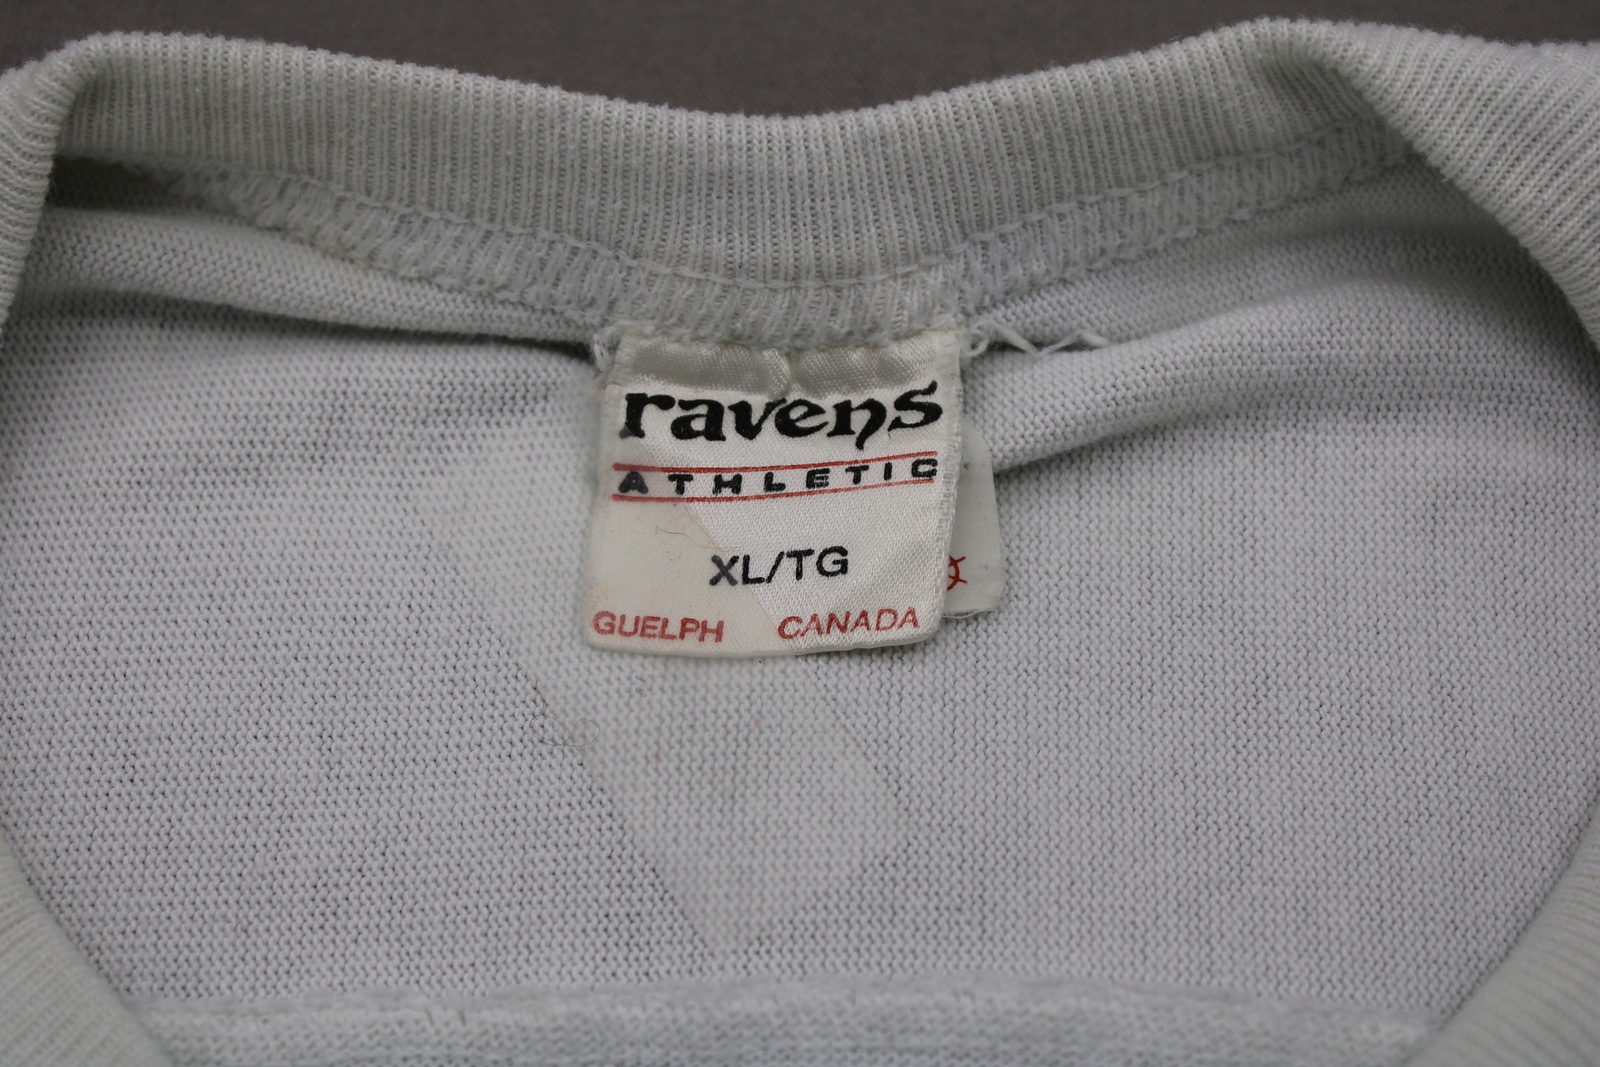 ravens
ATHLETIC
XL/TG
GUELPH CANADA